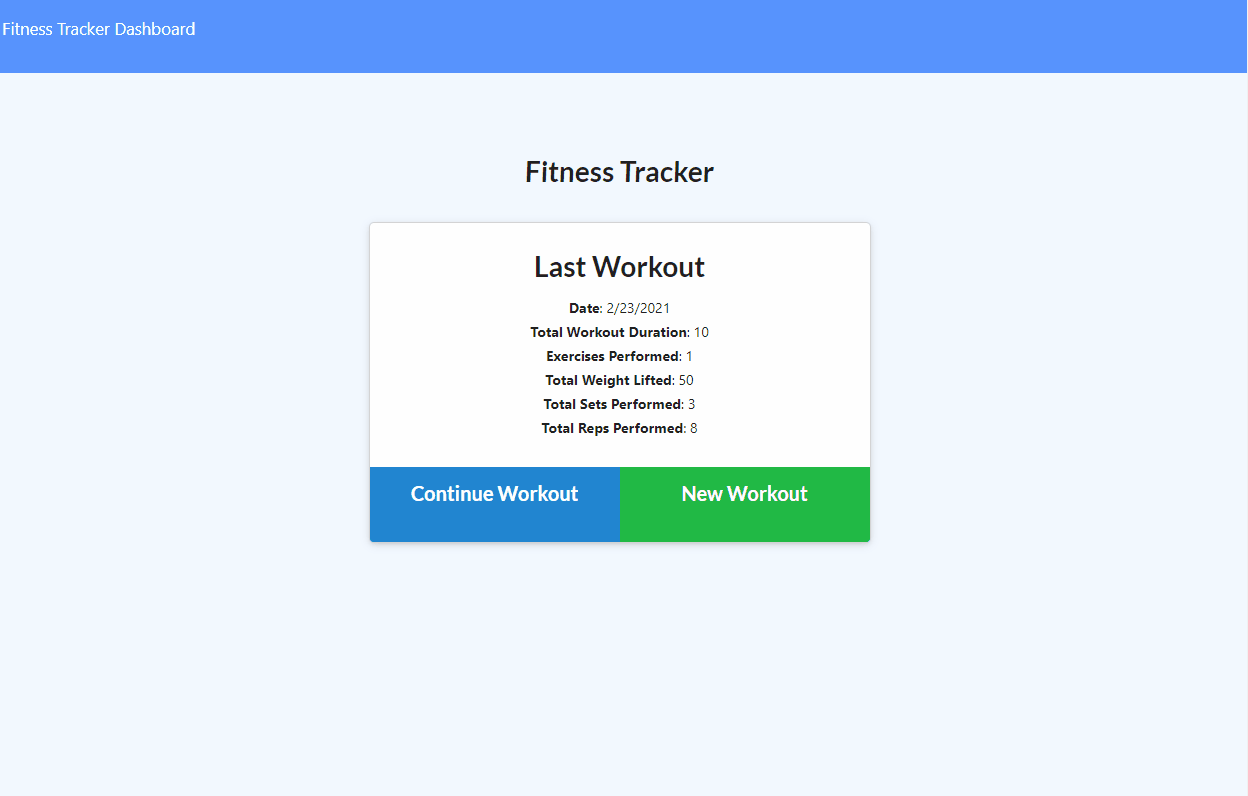 Fitness Tracker Dashboard
Fitness Tracker
Last Workout
Date: 2/23/2021
Total Workout Duration: 10
Exercises Performed: 1
Total Weight Lifted: 50
Total Sets Performed: 3
Total Reps Performed: 8
Continue Workout New Workout